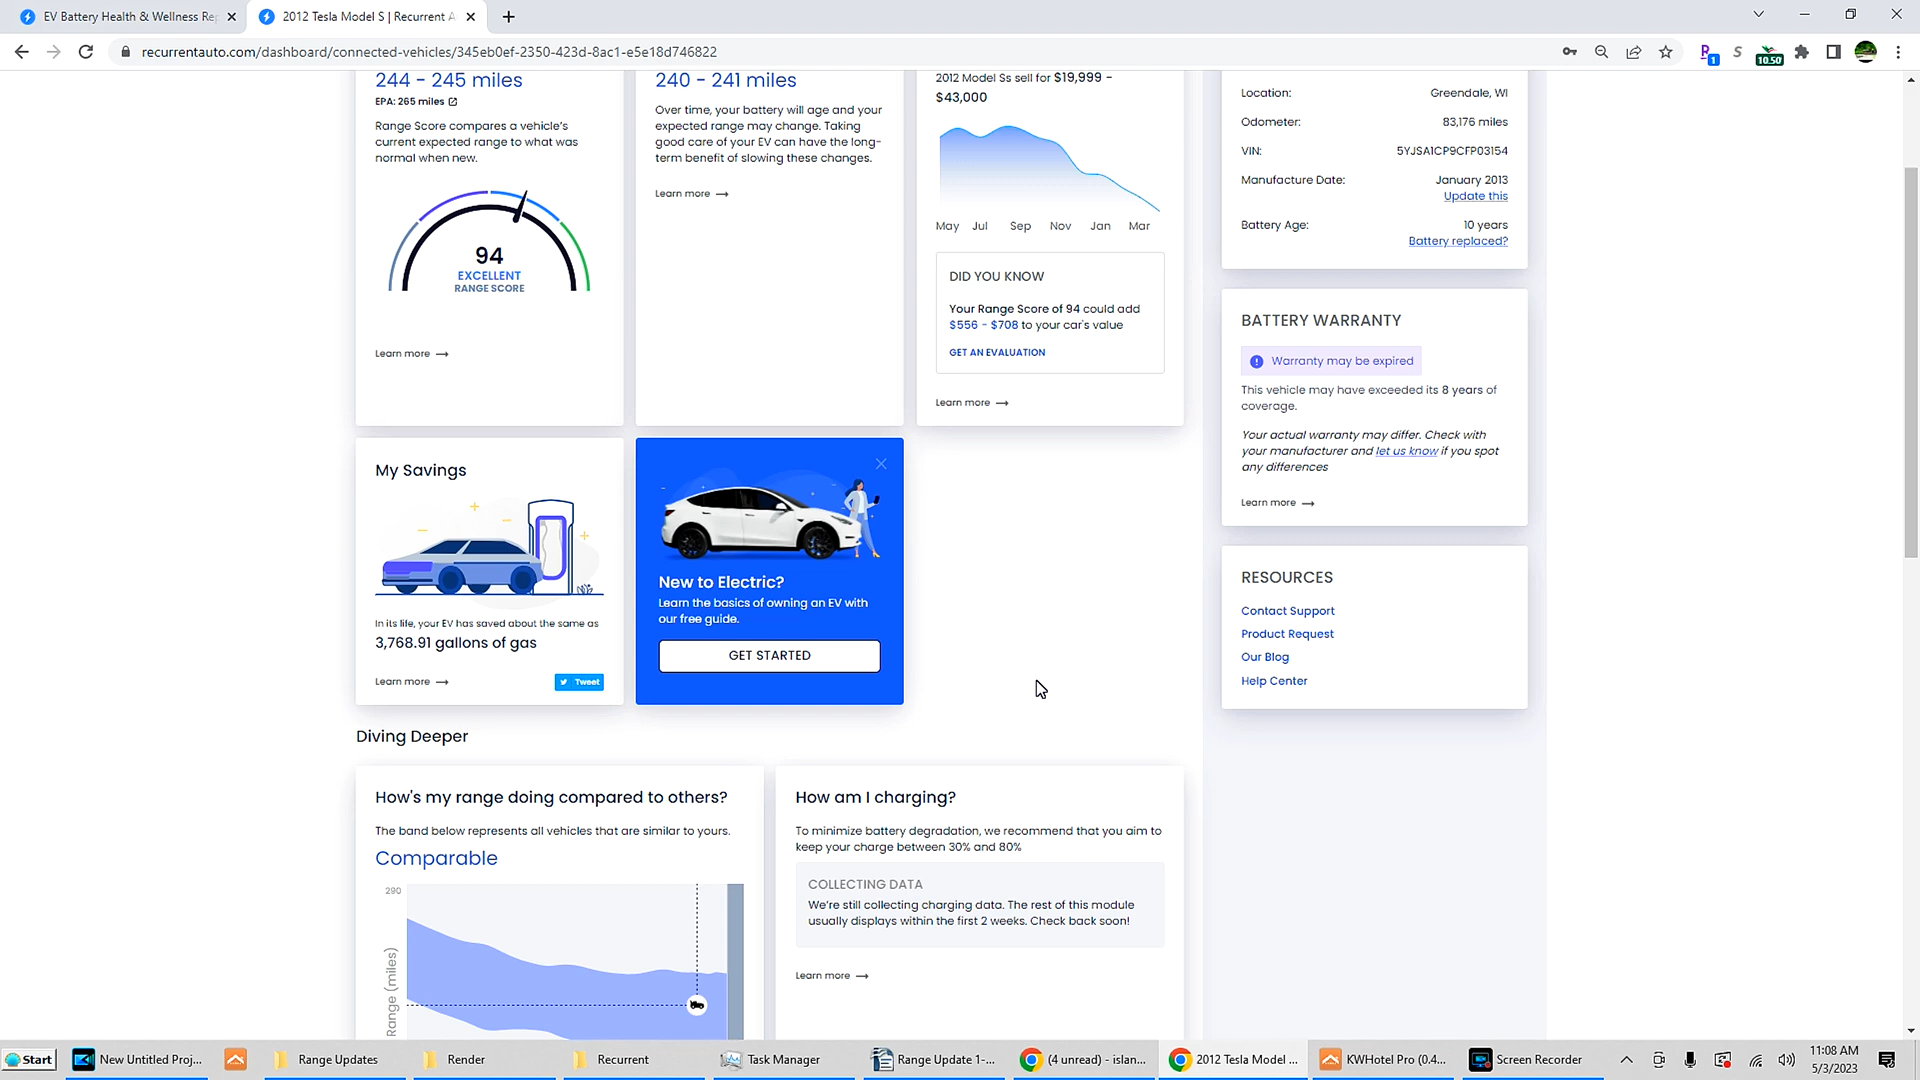 EV Battery Health & Wellness Re
2012 Tesla Model S | Recurrent A
recurrentauto.com/dashboard/connected-vehicles/345eb0ef-2350-423d-8ac1-e5e18d746822
1
S
10.50
244 - 245 miles
EPA: 265 miles
Range Score compares a vehicle's
current expected range to what was
normal when new.
94
EXCELLENT
RANGE SCORE
Learn more
240 - 241 miles
Over time, your battery will age and your
expected range may change. Taking
good care of your EV can have the long-
term benefit of slowing these changes.
Learn more
2012 Model Ss sell for $19,999 -
$43,000
May Jul Sep Nov Jan Mar
DID YOU KNOW
Your Range Score of 94 could add
$556 - $708 to your car's value
GET AN EVALUATION
Learn more
Location: Greendale, WI
Odometer: 83,176 miles
VIN: 5YJSA1CP9CFP03154
Manufacture Date: January 2013
Update this
Battery Age: 10 years
Battery replaced?
BATTERY WARRANTY
Warranty may be expired
This vehicle may have exceeded its 8 years of
coverage.
Your actual warranty may differ. Check with
your manufacturer and let us know if you spot
any differences
Learn more
RESOURCES
Contact Support
Product Request
Our Blog
Help Center
My Savings
In its life, your EV has saved about the same as
3,768.91 gallons of gas
Learn more
Tweet
New to Electric?
Learn the basics of owning an EV with
our free guide.
GET STARTED
Diving Deeper
How's my range doing compared to others?
The band below represents all vehicles that are similar to yours.
Comparable
290
Range (miles)
How am I charging?
To minimize battery degradation, we recommend that you aim to
keep your charge between 30% and 80%
COLLECTING DATA
We're still collecting charging data. The rest of this module
usually displays within the first 2 weeks. Check back soon!
Learn more
Start
New Untitled Proj...
Range Updates
Render
Recurrent
Task Manager
Range Update 1-...
(4 unread) - islan...
2012 Tesla Model ...
KWHotel Pro (0.4...
Screen Recorder
11:08 AM
5/3/2023